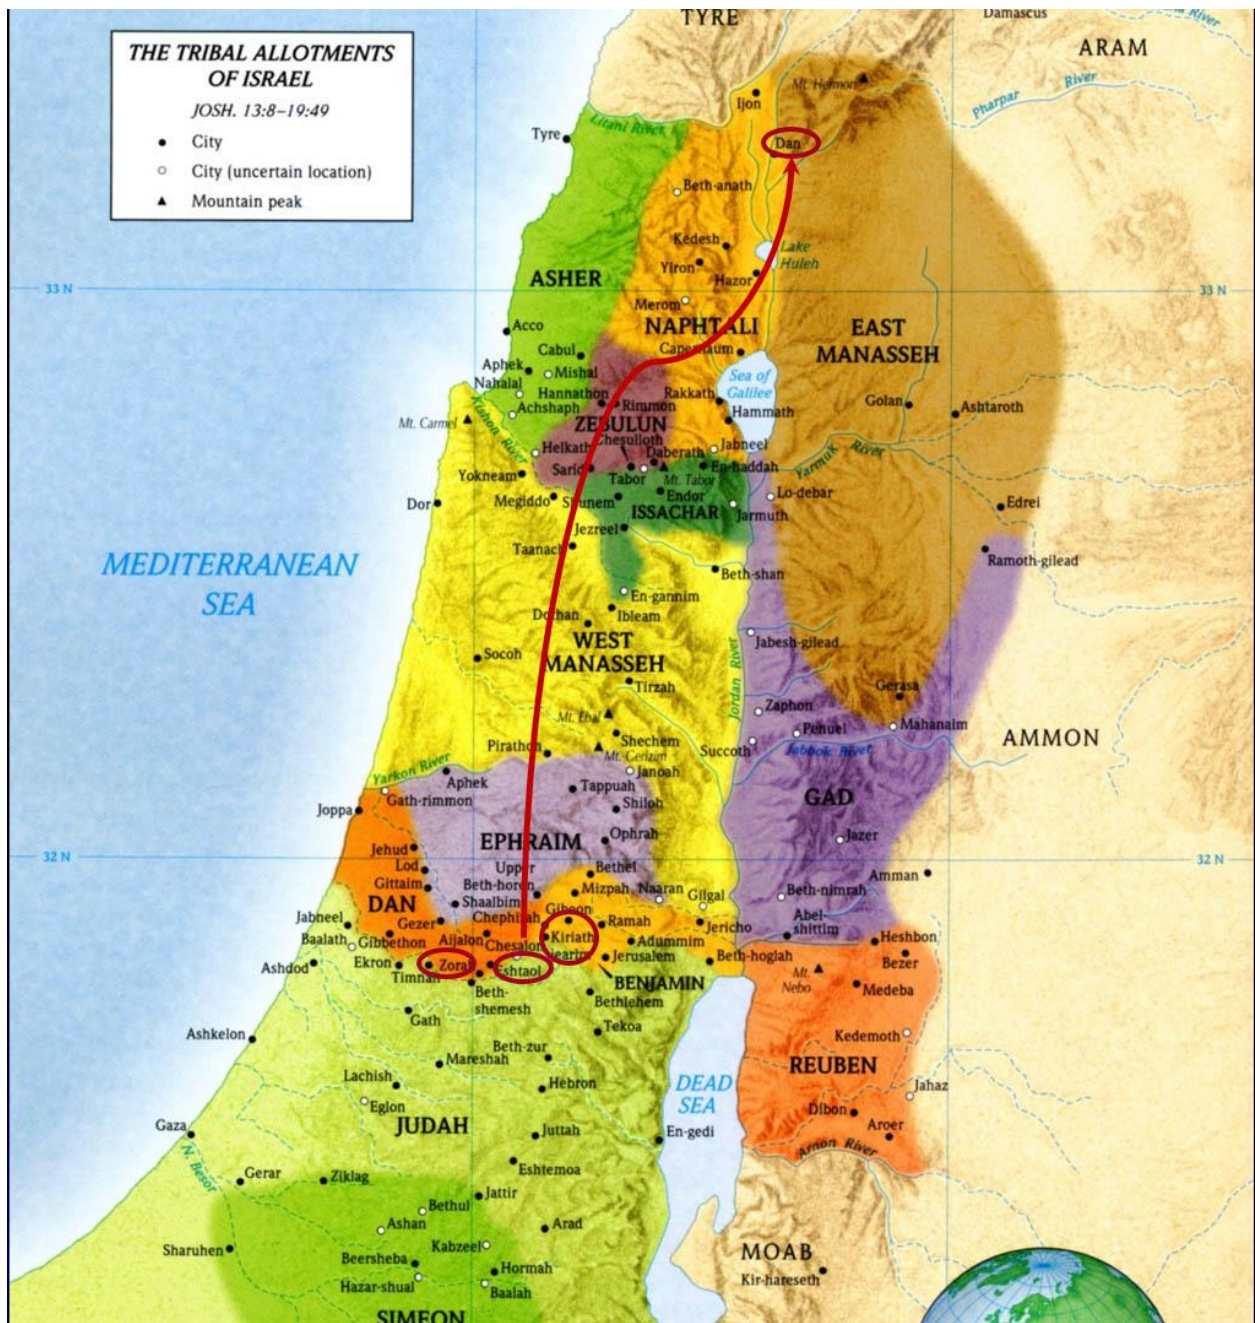 TYRE
Damascus
ARAM
THE TRIBAL ALLOTMENTS
OF ISRAEL
JOSH. 13:8–19:49
City
City (uncertain location)
Mountain peak
Mt. Hermon
Pharpar
River
Ijon
Litani River
Tyre
Dan
Beth-anath
Kedesh
Lake
Huleh
Yiron
Hazor
ASHER
33 N
33 N
Merom
NAPHTALI
EAST
MANASSEH
Acco
Cabul
Capernaum
Aphek
Mishal
Nahalal
Sea of
Galilee
Hannathon
Rakkath
Achshaph
Rimmon
Golan
Ashtaroth
Hammath
Mt. Carmel
Kishon River
ZEBULUN
Chesulloth
Helkath
Daberath
Jabneel
Yarmuk
River
Sarid
Tabor
Mt. Tabor
En-haddah
Yokneam
Endor
Lo-debar
Megiddo
Shunem
ISSACHAR
Jarmuth
Edrei
Dor
Jezreel
Taanach
Ramoth-gilead
MEDITERRANEAN
SEA
Beth-shan
En-gannim
Ibleam
Dothan
WEST
MANASSEH
Jabesh-gilead
Socoh
Jordan River
Tirzah
Gerasa
Zaphon
Mt. Ebal
Mahanaim
Penuel
Shechem
Succoth
Jabbok River
AMMON
Pirathon
Mt. Gerizim
Janoah
Yarkon River
Aphek
Tappuah
Gath-rimmon
Shiloh
GAD
Joppa
Ophrah
Jazer
EPHRAIM
Jehud
32 N
32 N
Lod
Upper
Beth-horon
Bethel
Amman
Gittaim
Mizpah
Naaran
Gilgal
Beth-nimrah
DAN
Shaalbim
Gibeon
Jabneel
Gezer
Chephirah
Ramah
Jericho
Abel-
shittim
Baalath
Gibbethon
Aijalon
Chesalon
Kiriath
Jearim
Adummim
Heshbon
Ashdod
Ekron
Zorah
Eshtaol
Jerusalem
Beth-hoglah
Bezer
Timnah
BENJAMIN
Mt.
Nebo
Beth-
shemesh
Bethlehem
Medeba
Gath
Tekoa
Ashkelon
Kedemoth
Beth-zur
Mareshah
REUBEN
Lachish
Hebron
DEAD
SEA
Jahaz
Eglon
Dibon
Gaza
JUDAH
Juttah
En-gedi
Aroer
Arnon River
N. Besor
Eshtemoa
Gerar
Ziklag
Jattir
Bethul
Ashan
Arad
Sharuhen
Kabzeel
MOAB
Beersheba
Hormah
Kir-hareseth
Hazar-shual
Baalah
SIMEON